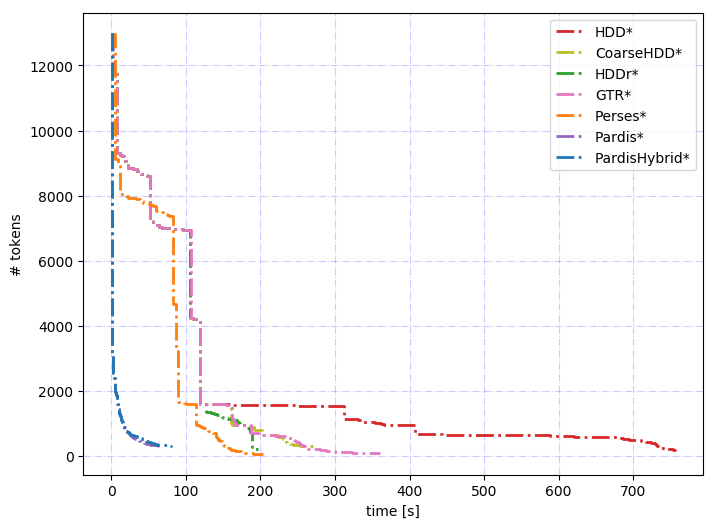 HDD*
CoarseHDD*
HDDr*
GTR*
Perses*
Pardis*
PardisHybrid*
12000
10000
8000
6000
4000
2000
0
# tokens
0 100 200 300 400 500 600 700
time [s]